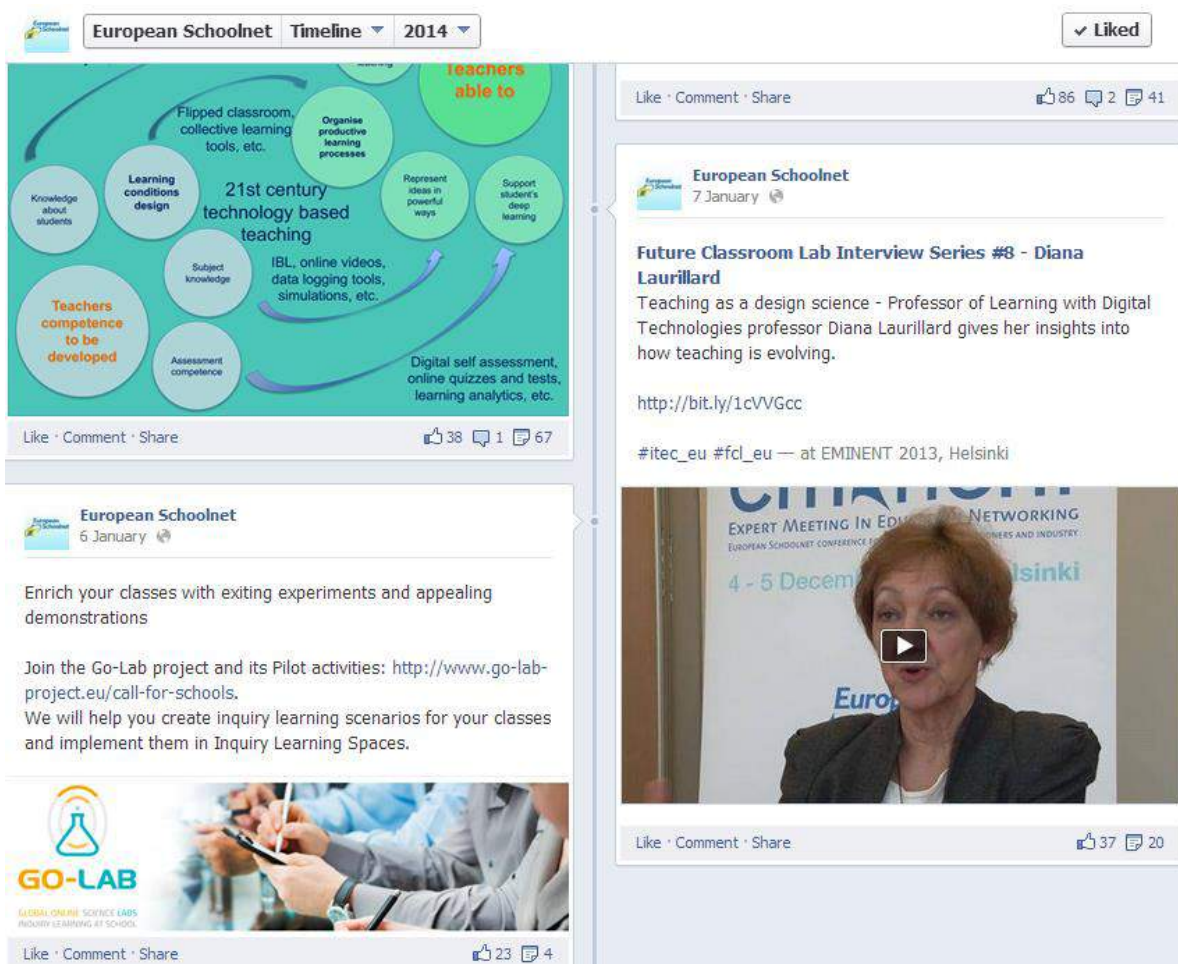 European Schoolnet
Timeline
2014
Liked
Teachers
able to
Flipped classroom,
collective learning
tools, etc.
Organise
productive
learning
processes
Knowledge
about
students
Learning
conditions
design
21st century
technology based
teaching
Represent
ideas in
powerful
ways
Support
student's
deep
learning
Subject
knowledge
IBL, online videos,
data logging tools,
simulations, etc.
Teachers
competence
to be
developed
Assessment
competence
Digital self assessment,
online quizzes and tests,
learning analytics, etc.
Like · Comment · Share
38 1 67
European Schoolnet
6 January
Enrich your classes with exiting experiments and appealing
demonstrations
Join the Go-Lab project and its Pilot activities: http://www.go-lab-
project.eu/call-for-schools.
We will help you create inquiry learning scenarios for your classes
and implement them in Inquiry Learning Spaces.
GO-LAB
GLOBAL ONLINE SCIENCE LABS
INQUIRY LEARNING AT SCHOOL
Like · Comment · Share
23 4
Like · Comment · Share
86 2 41
European Schoolnet
7 January
Future Classroom Lab Interview Series #8 - Diana
Laurillard
Teaching as a design science - Professor of Learning with Digital
Technologies professor Diana Laurillard gives her insights into
how teaching is evolving.
http://bit.ly/1cVVGcc
#itec_eu #fcl_eu — at EMINENT 2013, Helsinki
EXPERT MEETING IN NETWORKING
EUROPEAN SCHOOLNET CONFERENCE AND INDUSTRY
4 - 5 Decem lsinki
Europ
Like · Comment · Share
37 20